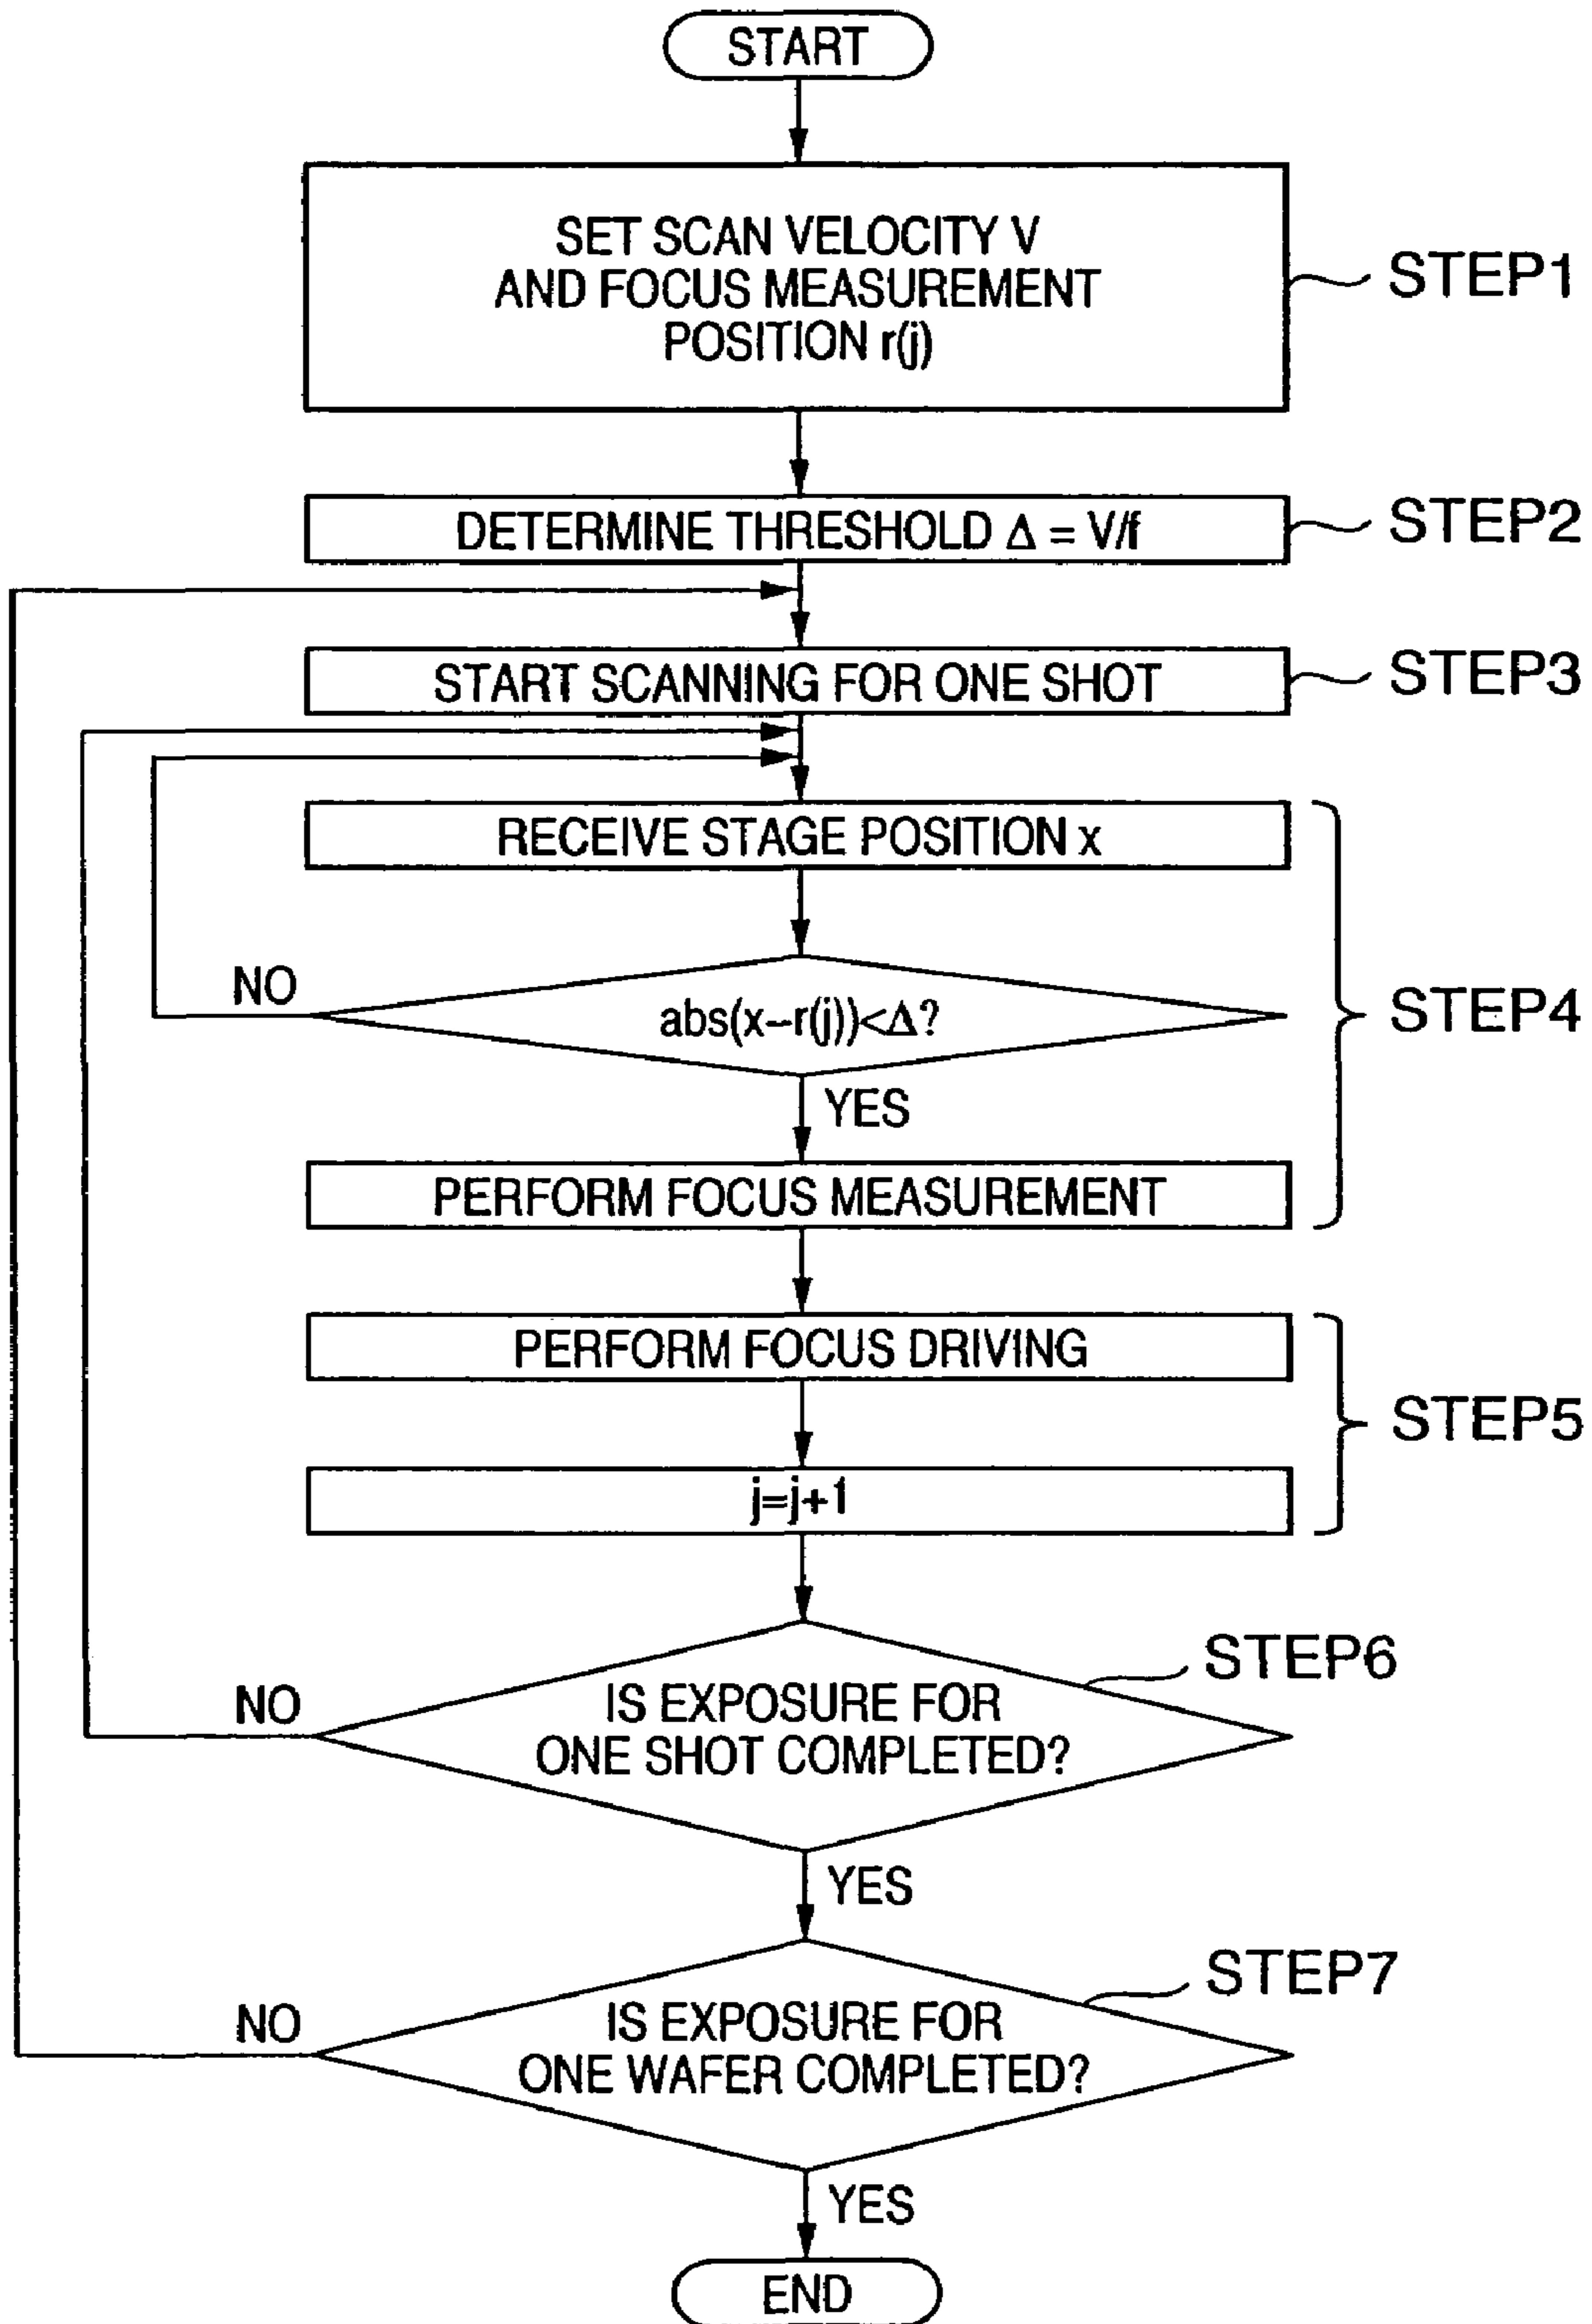 START
SET SCAN VELOCITY V
AND FOCUS MEASUREMENT
POSITION r(j)
STEP1
DETERMINE THRESHOLD Δ = V/f
STEP2
START SCANNING FOR ONE SHOT
STEP3
RECEIVE STAGE POSITION x
NO
abs(x–r(j))<Δ?
STEP4
YES
PERFORM FOCUS MEASUREMENT
PERFORM FOCUS DRIVING
STEP5
j=j+1
STEP6
NO
IS EXPOSURE FOR
ONE SHOT COMPLETED?
YES
STEP7
NO
IS EXPOSURE FOR
ONE WAFER COMPLETED?
YES
END